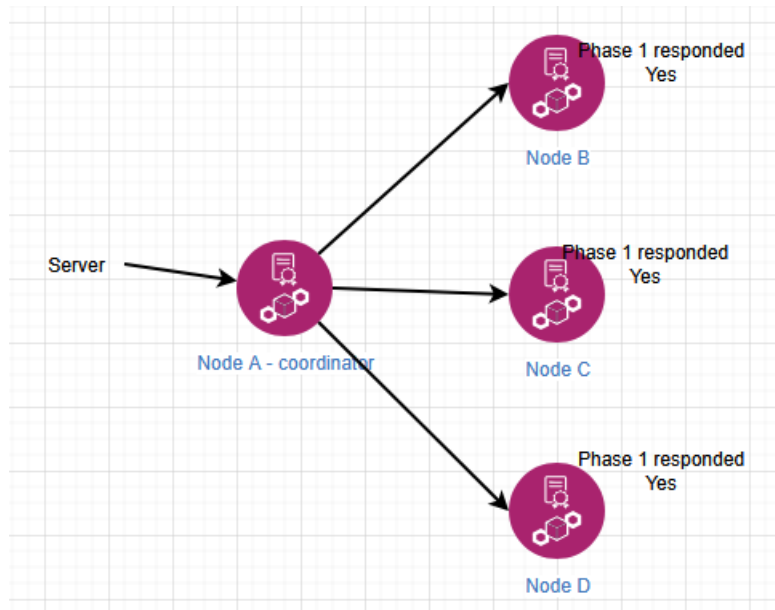 Phase 1 responded
Yes
Node B
Server
Phase 1 responded
Yes
Node A - coordinator
Node C
Phase 1 responded
Yes
Node D